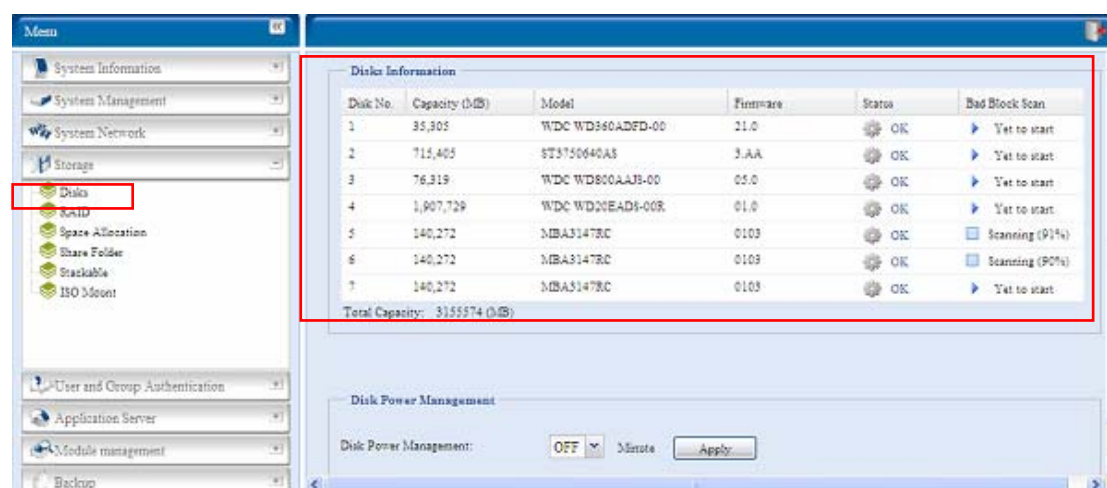 Menu
System Information
System Management
System Network
Storage
Disks
RAID
Space Allocation
Share Folder
Stackable
ISO Mount
User and Group Authentication
Application Server
Module management
Backup
Disks Information
Disk No. Capacity (MB) Model Firmware Status Bad Block Scan
1 35,305 WDC WD360ADFD-00 21.0 OK Yet to start
2 715,405 ST3750640AS 3.AA OK Yet to start
3 76,319 WDC WD800AAJS-00 05.0 OK Yet to start
4 1,907,729 WDC WD20EADS-00R 01.0 OK Yet to start
5 140,272 MBA3147RC 0103 OK Scanning (91%)
6 140,272 MBA3147RC 0103 OK Scanning (90%)
7 140,272 MBA3147RC 0103 OK Yet to start
Total Capacity: 3155574 (MB)
Disk Power Management
Disk Power Management: OFF Minute Apply